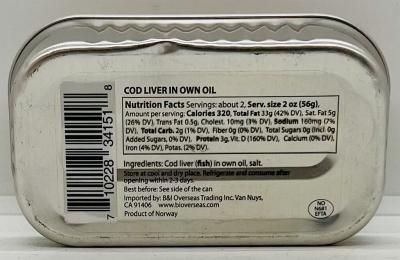 COD LIVER IN OWN OIL
Nutrition Facts Servings: about 2, Serv. size 2 oz (56g),
Amount per serving: Calories 320, Total Fat 33g (42% DV), Sat. Fat 5g
(26% DV), Trans Fat 0.5g, Cholest. 10mg (3% DV), Sodium 160mg (7%
DV), Total Carb. 2g (1% DV), Fiber 0g (0% DV), Total Sugars 0g (Incl. 0g
Added Sugars, 0% DV), Protein 3g, Vit. D (160% DV), Calcium (0% DV),
Iron (4% DV), Potas. (2% DV).
Ingredients: Cod liver (fish) in own oil, salt.
Store at cool and dry place. Refrigerate and consume after
opening within 2-3 days.
Best before: See side of the can
Imported by: B&I Overseas Trading Inc. Van Nuys,
CA 91406 www.bioverseas.com
Product of Norway
7 10228 34151 8
NO
EFTA